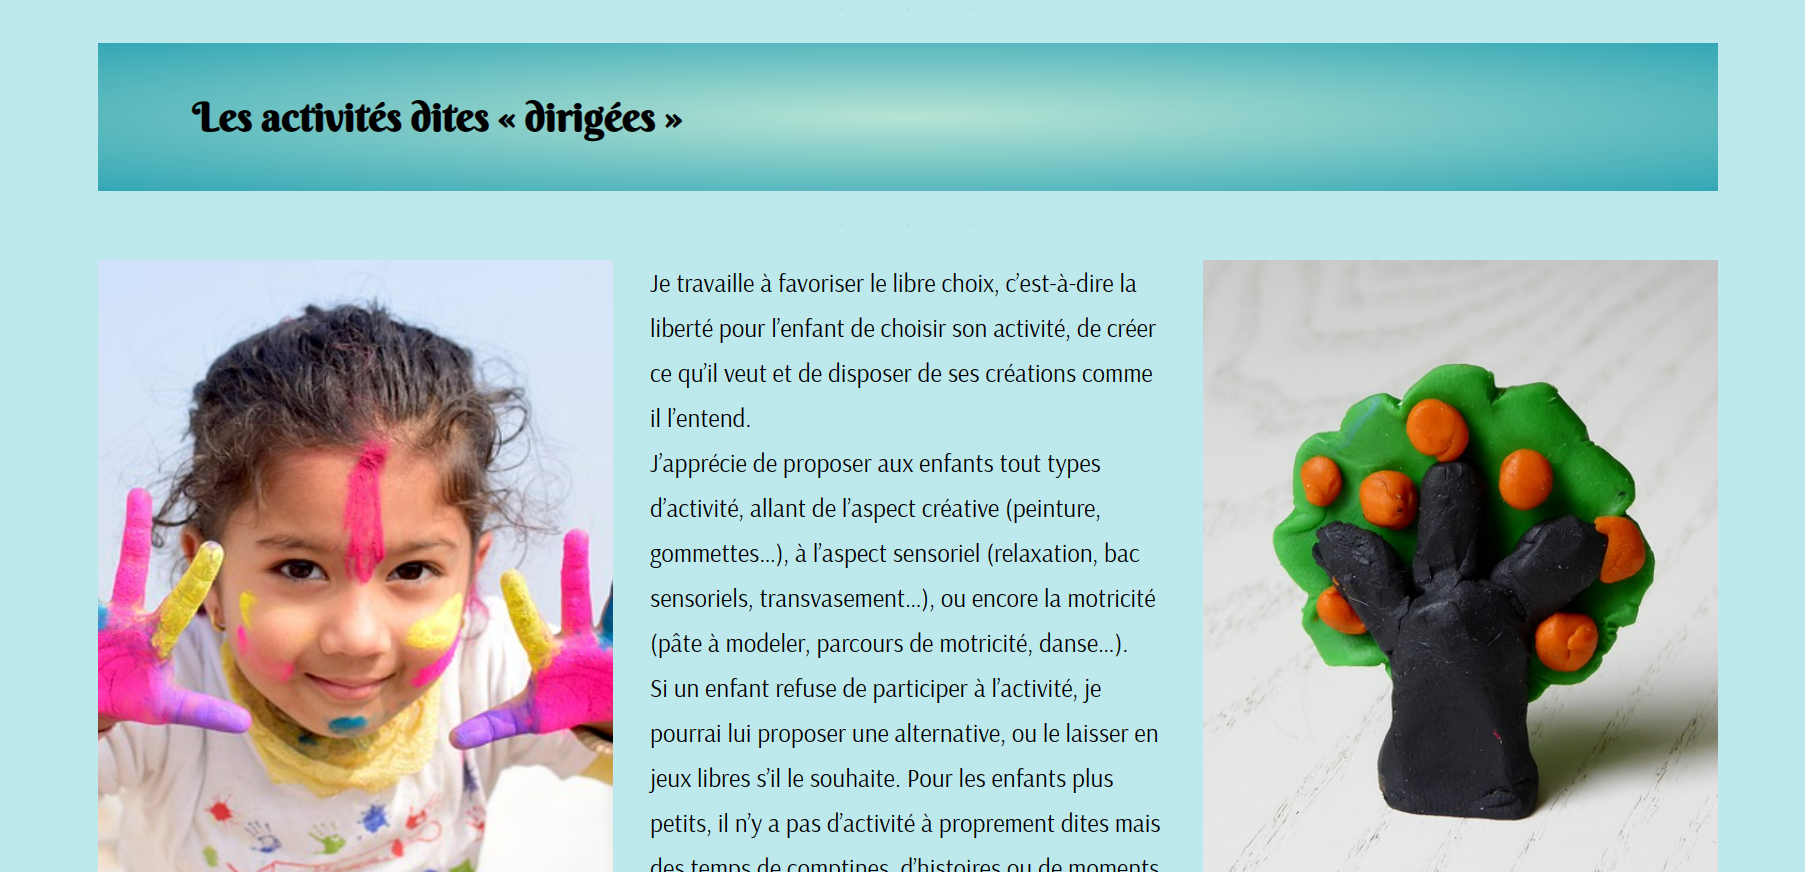 Les activités dites « dirigées »
Je travaille à favoriser le libre choix, c’est-à-dire la
liberté pour l’enfant de choisir son activité, de créer
ce qu’il veut et de disposer de ses créations comme
il l’entend.
J’apprécie de proposer aux enfants tout types
d’activité, allant de l’aspect créative (peinture,
gommettes…), à l’aspect sensoriel (relaxation, bac
sensoriels, transvasement…), ou encore la motricité
(pâte à modeler, parcours de motricité, danse…).
Si un enfant refuse de participer à l’activité, je
pourrai lui proposer une alternative, ou le laisser en
jeux libres s’il le souhaite. Pour les enfants plus
petits, il n’y a pas d’activité à proprement dites mais
des temps de comptines, d’histoires ou de moments